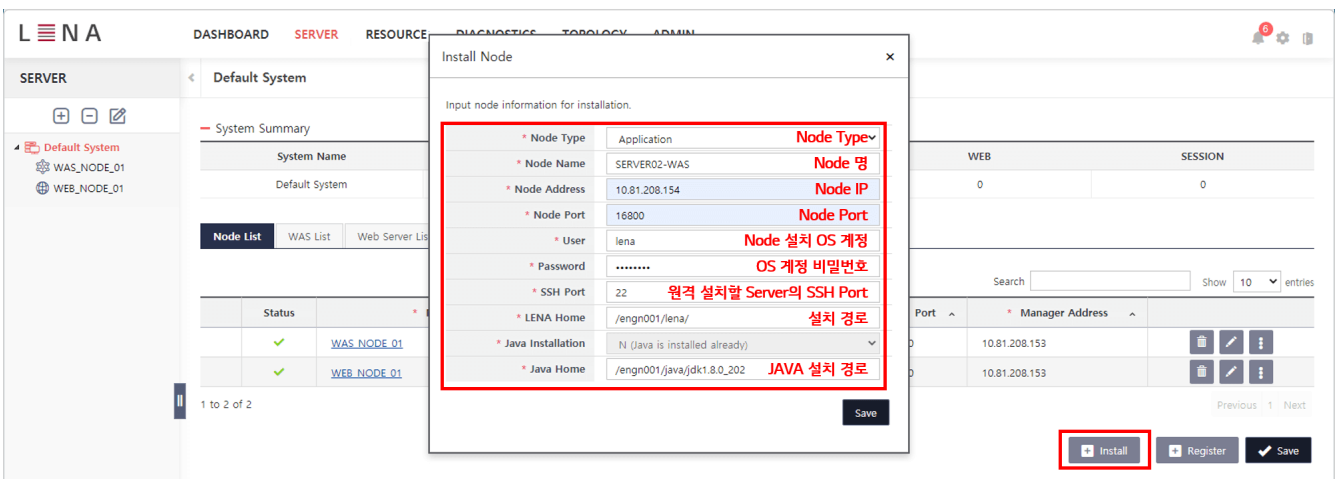 LENA
DASHBOARD SERVER RESOURCE DIAGNOSTICS TOPOLOGY ADMIN
6
SERVER
Default System
Default System
WAS_NODE_01
WEB_NODE_01
System Summary
System Name WEB SESSION
Default System 0 0
Node List WAS List Web Server Lis
Search Show 10 entries
Status * Port * Manager Address
WAS_NODE_01 10.81.208.153
WEB_NODE_01 10.81.208.153
1 to 2 of 2
Previous 1 Next
Install Register Save
Install Node ×
Input node information for installation.
* Node Type Application Node Type
* Node Name SERVER02-WAS Node 명
* Node Address 10.81.208.154 Node IP
* Node Port 16800 Node Port
* User lena Node 설치 OS 계정
* Password •••••••• OS 계정 비밀번호
* SSH Port 22 원격 설치할 Server의 SSH Port
* LENA Home /engn001/lena/ 설치 경로
* Java Installation N (Java is installed already)
* Java Home /engn001/java/jdk1.8.0_202 JAVA 설치 경로
Save